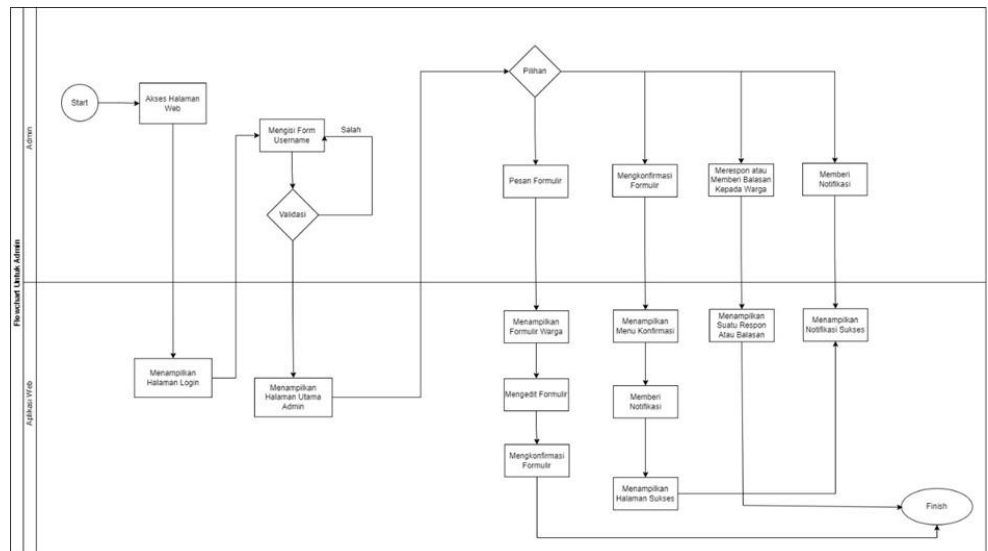 Flowchart Untuk Admin
Admin
Start
Akses Halaman
Web
Mengisi Form
Username
Salah
Validasi
Pilihan
Pesan Formulir
Mengkonfirmasi
Formulir
Merespon atau
Memberi Balasan
Kepada Warga
Memberi
Notifikasi
Aplikasi Web
Menampilkan
Halaman Login
Menampilkan
Halaman Utama
Admin
Menampilkan
Formulir Warga
Mengedit Formulir
Mengkonfirmasi
Formulir
Menampilkan
Menu Konfirmasi
Memberi
Notifikasi
Menampilkan
Halaman Sukses
Menampilkan
Suatu Respon
Atau Balasan
Menampilkan
Notifikasi Sukses
Finish